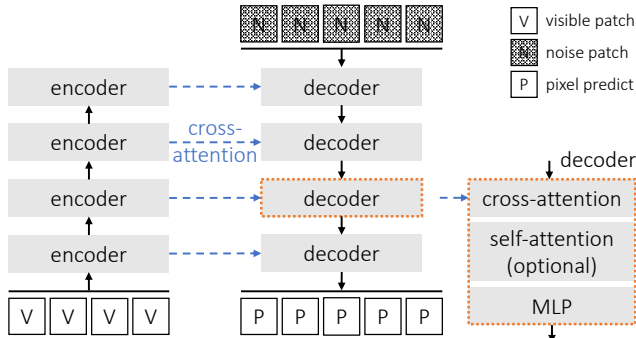 N N N N N
V visible patch
N noise patch
P pixel predict
encoder
decoder
cross-
attention
encoder
decoder
encoder
decoder
encoder
decoder
V V V V
P P P P P
decoder
cross-attention
self-attention
(optional)
MLP